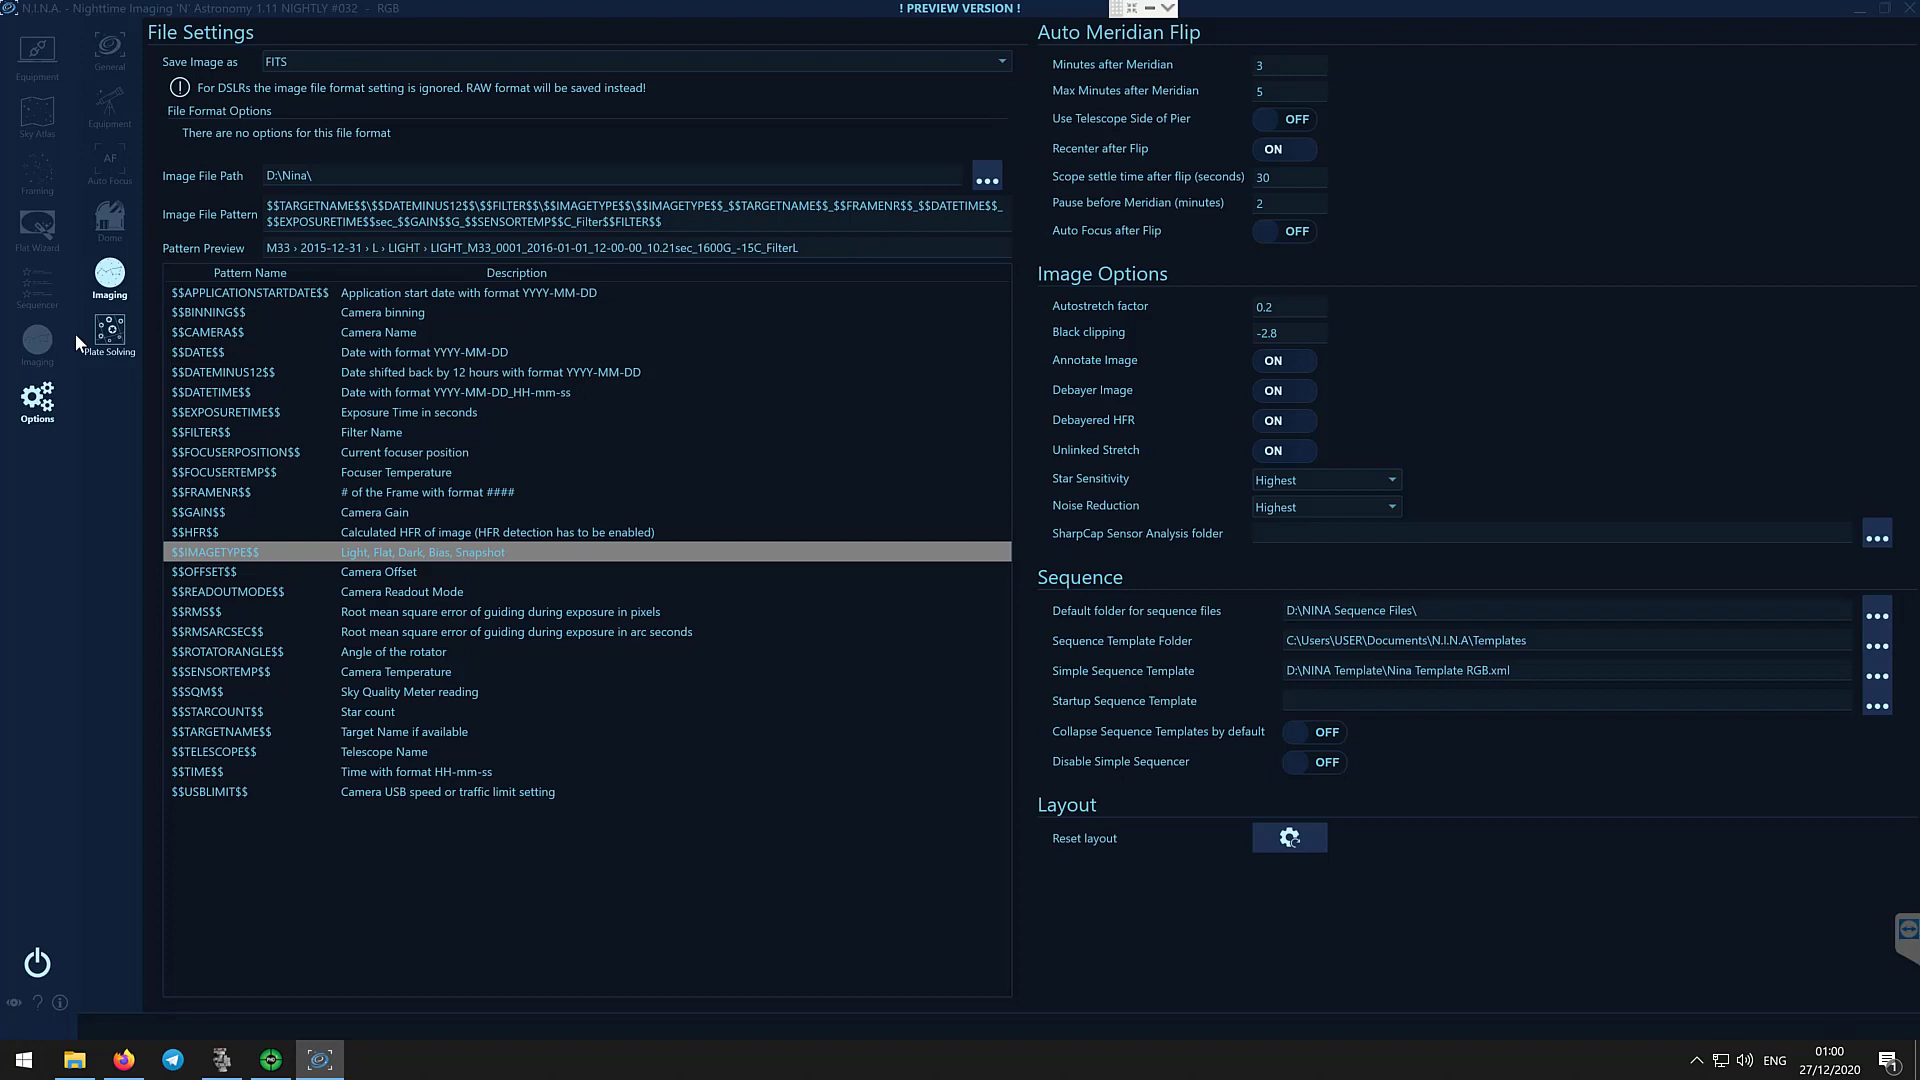 N.I.N.A. - Nighttime Imaging 'N' Astronomy 1.11 NIGHTLY #032 - RGB
! PREVIEW VERSION !
Equipment
Sky Atlas
Framing
Flat Wizard
Sequencer
Imaging
Options
General
Equipment
AF
Auto Focus
Dome
Imaging
Plate Solving
File Settings
Save Image as FITS
For DSLRs the image file format setting is ignored. RAW format will be saved instead!
File Format Options
There are no options for this file format
Image File Path D:\Nina\
Image File Pattern $$TARGETNAME$$\$$DATEMINUS12$$\$$FILTER$$\$$IMAGETYPE$$\$$IMAGETYPE$$_$$TARGETNAME$$_$$FRAMENR$$_$$DATETIME$$_
$$EXPOSURETIME$$sec_$$GAIN$$G_$$SENSORTEMP$$C_Filter$$FILTER$$
Pattern Preview M33 › 2015-12-31 › L › LIGHT › LIGHT_M33_0001_2016-01-01_12-00-00_10.21sec_1600G_-15C_FilterL
Pattern Name Description
$$APPLICATIONSTARTDATE$$ Application start date with format YYYY-MM-DD
$$BINNING$$ Camera binning
$$CAMERA$$ Camera Name
$$DATE$$ Date with format YYYY-MM-DD
$$DATEMINUS12$$ Date shifted back by 12 hours with format YYYY-MM-DD
$$DATETIME$$ Date with format YYYY-MM-DD_HH-mm-ss
$$EXPOSURETIME$$ Exposure Time in seconds
$$FILTER$$ Filter Name
$$FOCUSERPOSITION$$ Current focuser position
$$FOCUSERTEMP$$ Focuser Temperature
$$FRAMENR$$ # of the Frame with format ####
$$GAIN$$ Camera Gain
$$HFR$$ Calculated HFR of image (HFR detection has to be enabled)
$$IMAGETYPE$$ Light, Flat, Dark, Bias, Snapshot
$$OFFSET$$ Camera Offset
$$READOUTMODE$$ Camera Readout Mode
$$RMS$$ Root mean square error of guiding during exposure in pixels
$$RMSARCSEC$$ Root mean square error of guiding during exposure in arc seconds
$$ROTATORANGLE$$ Angle of the rotator
$$SENSORTEMP$$ Camera Temperature
$$SQM$$ Sky Quality Meter reading
$$STARCOUNT$$ Star count
$$TARGETNAME$$ Target Name if available
$$TELESCOPE$$ Telescope Name
$$TIME$$ Time with format HH-mm-ss
$$USBLIMIT$$ Camera USB speed or traffic limit setting
Auto Meridian Flip
Minutes after Meridian 3
Max Minutes after Meridian 5
Use Telescope Side of Pier OFF
Recenter after Flip ON
Scope settle time after flip (seconds) 30
Pause before Meridian (minutes) 2
Auto Focus after Flip OFF
Image Options
Autostretch factor 0.2
Black clipping -2.8
Annotate Image ON
Debayer Image ON
Debayered HFR ON
Unlinked Stretch ON
Star Sensitivity Highest
Noise Reduction Highest
SharpCap Sensor Analysis folder
Sequence
Default folder for sequence files D:\NINA Sequence Files\
Sequence Template Folder C:\Users\USER\Documents\N.I.N.A\Templates
Simple Sequence Template D:\NINA Template\Nina Template RGB.xml
Startup Sequence Template
Collapse Sequence Templates by default OFF
Disable Simple Sequencer OFF
Layout
Reset layout
PHD
ENG
01:00
27/12/2020
1